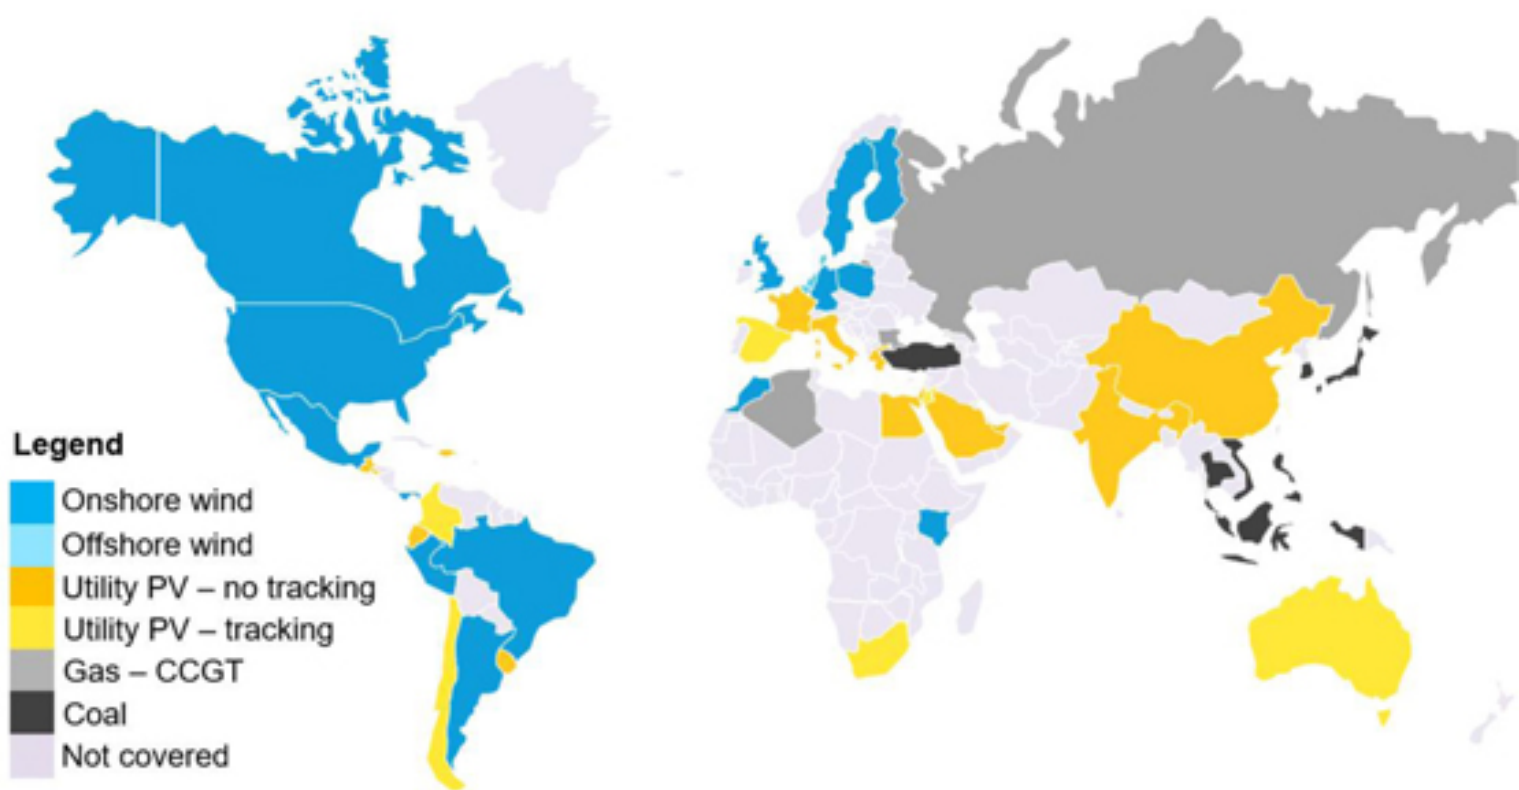 Legend
Onshore wind
Offshore wind
Utility PV – no tracking
Utility PV – tracking
Gas – CCGT
Coal
Not covered